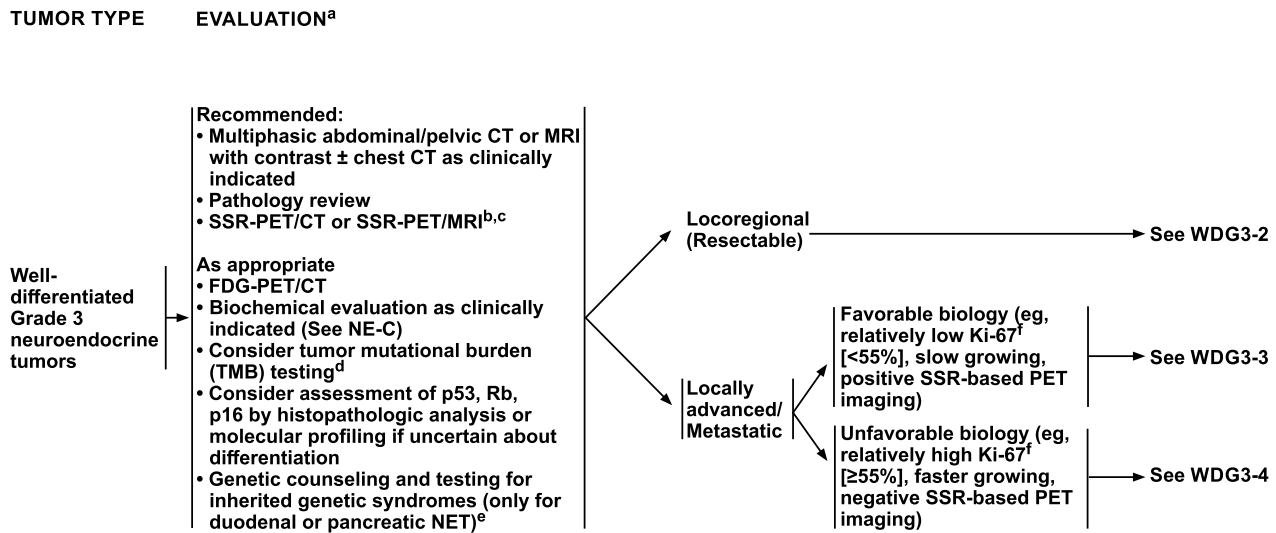 TUMOR TYPE
EVALUATIONa
Well-
differentiated
Grade 3
neuroendocrine
tumors
Recommended:
• Multiphasic abdominal/pelvic CT or MRI
with contrast ± chest CT as clinically
indicated
• Pathology review
• SSR-PET/CT or SSR-PET/MRIb,c
As appropriate
• FDG-PET/CT
• Biochemical evaluation as clinically
indicated (See NE-C)
• Consider tumor mutational burden
(TMB) testingd
• Consider assessment of p53, Rb,
p16 by histopathologic analysis or
molecular profiling if uncertain about
differentiation
• Genetic counseling and testing for
inherited genetic syndromes (only for
duodenal or pancreatic NET)e
Locoregional
(Resectable)
See WDG3-2
Locally
advanced/
Metastatic
Favorable biology (eg,
relatively low Ki-67f
[<55%], slow growing,
positive SSR-based PET
imaging)
See WDG3-3
Unfavorable biology (eg,
relatively high Ki-67f
[≥55%], faster growing,
negative SSR-based PET
imaging)
See WDG3-4